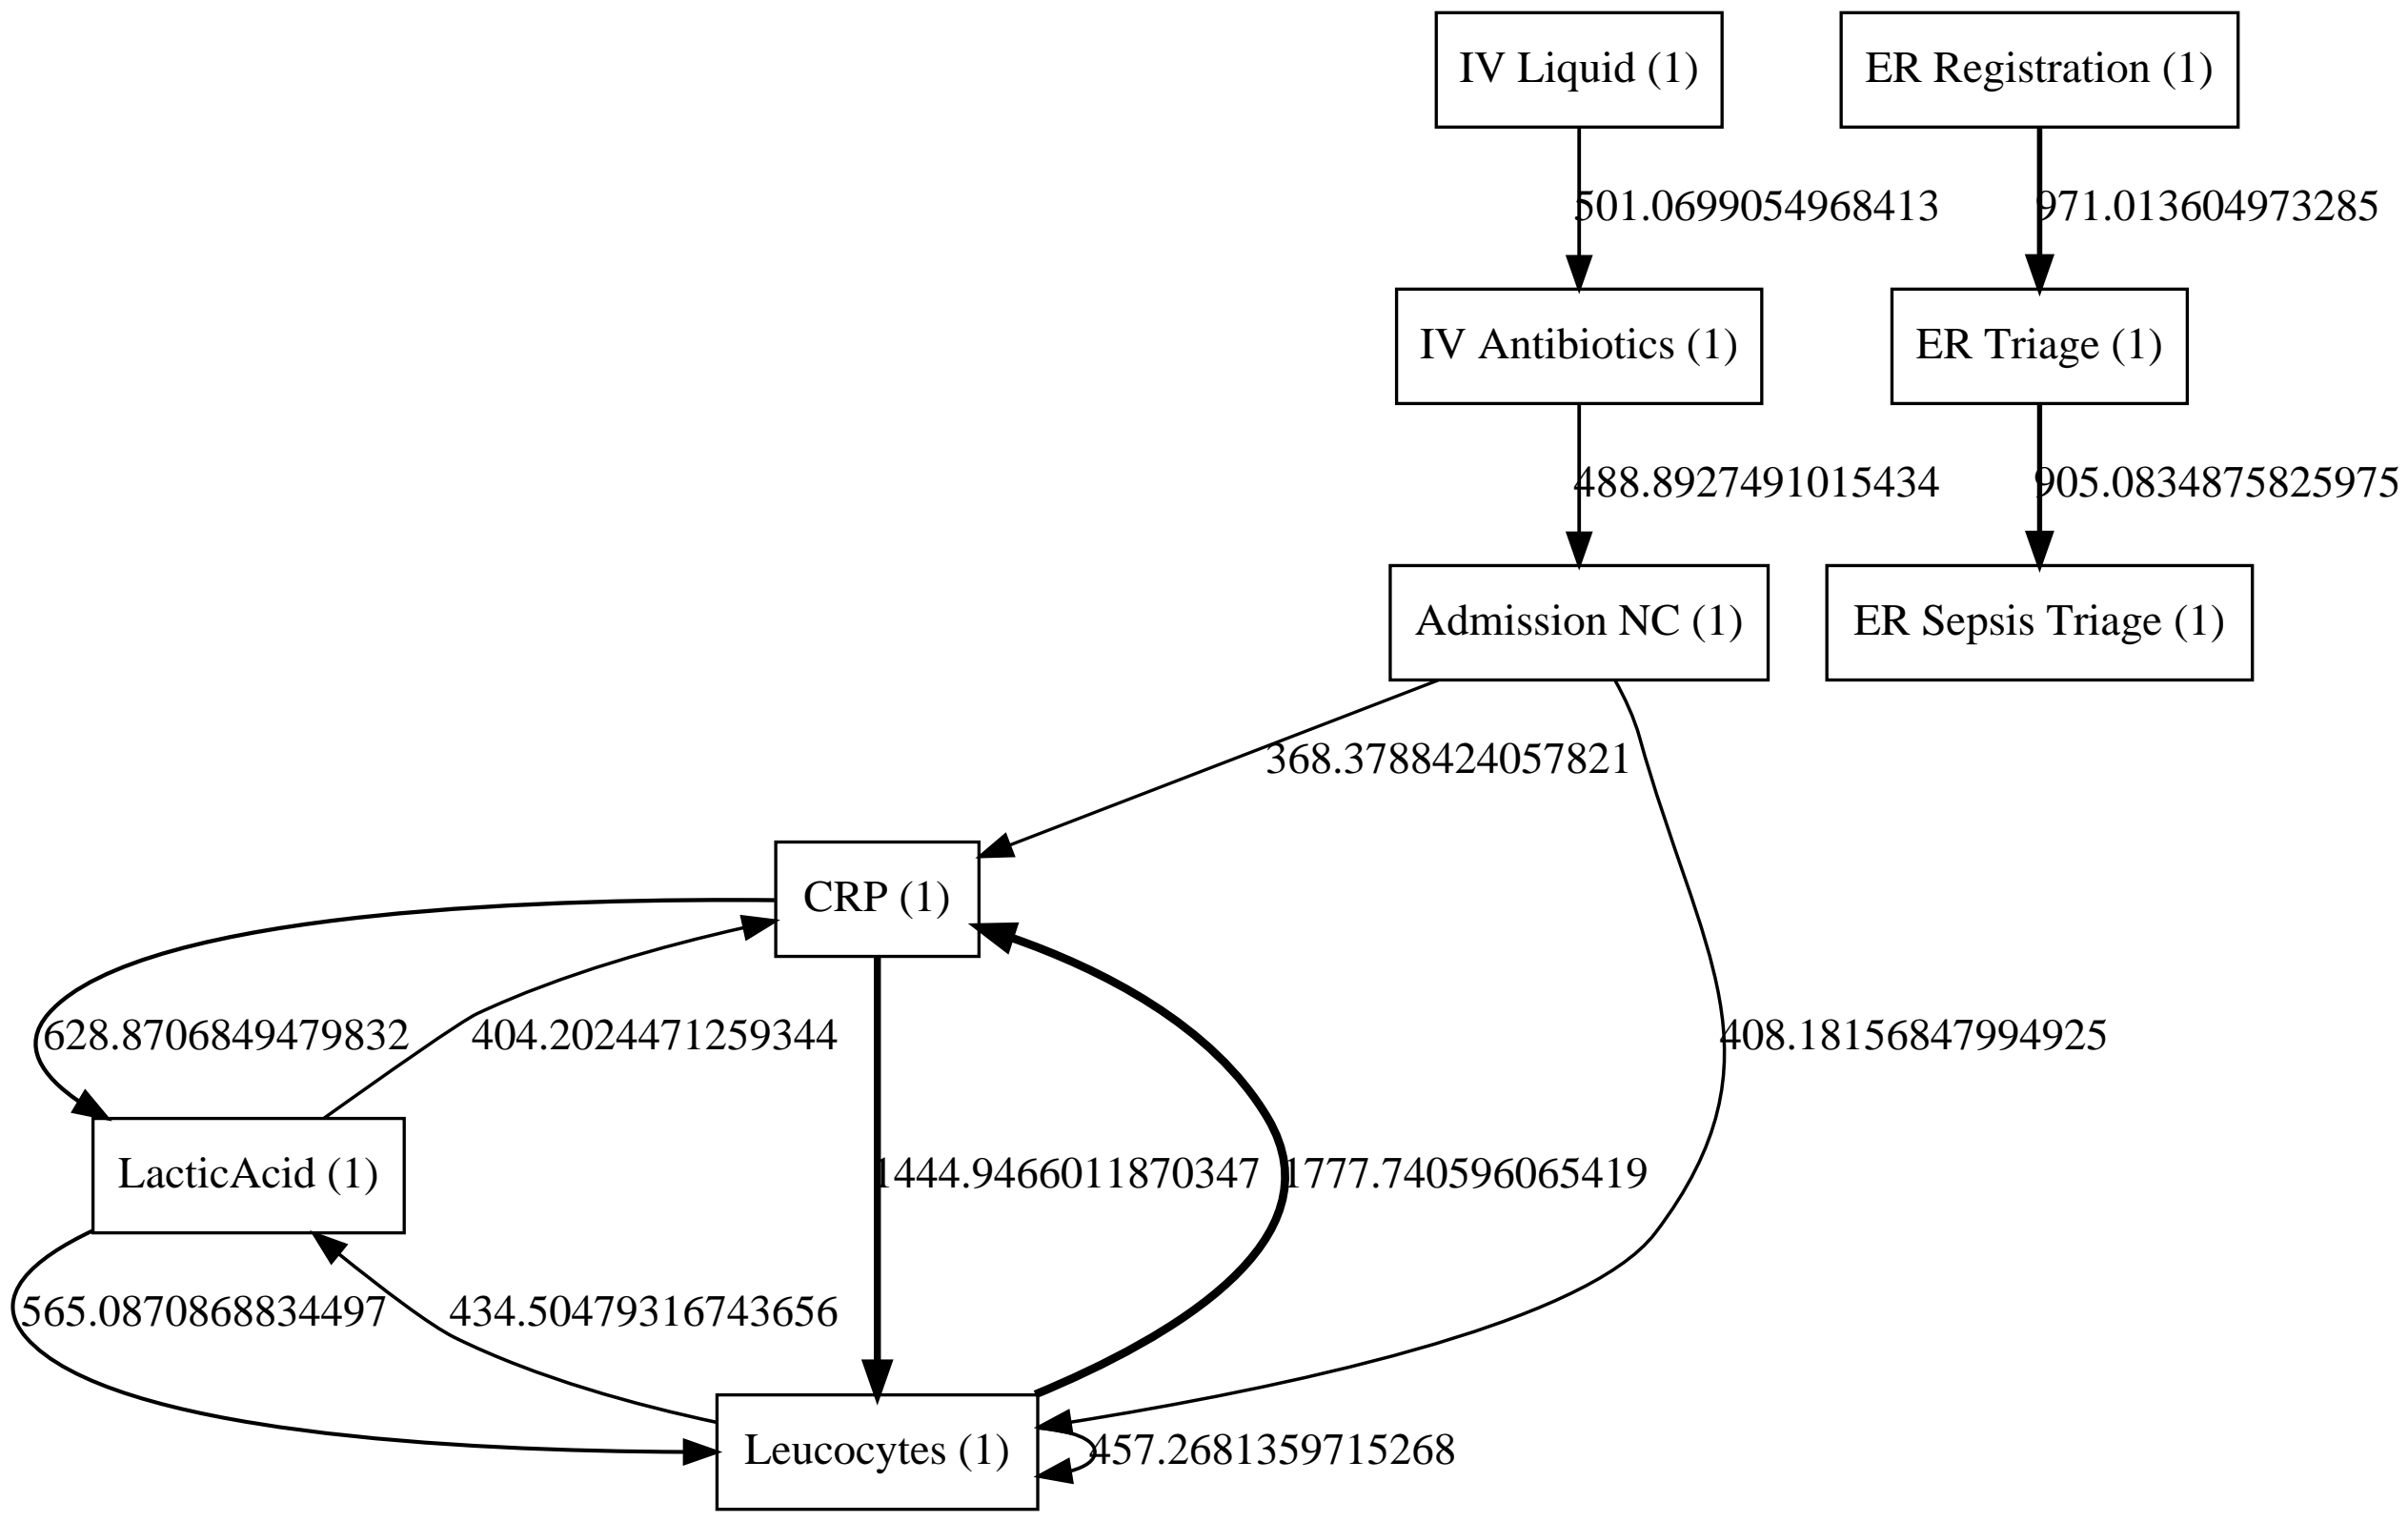 IV Liquid (1)
ER Registration (1)
501.0699054968413
971.013604973285
IV Antibiotics (1)
ER Triage (1)
488.8927491015434
905.0834875825975
Admission NC (1)
ER Sepsis Triage (1)
368.3788424057821
CRP (1)
628.8706849479832
404.2024471259344
408.18156847994925
LacticAcid (1)
1444.9466011870347
1777.740596065419
565.0870868834497
434.50479316743656
Leucocytes (1)
457.2681359715268